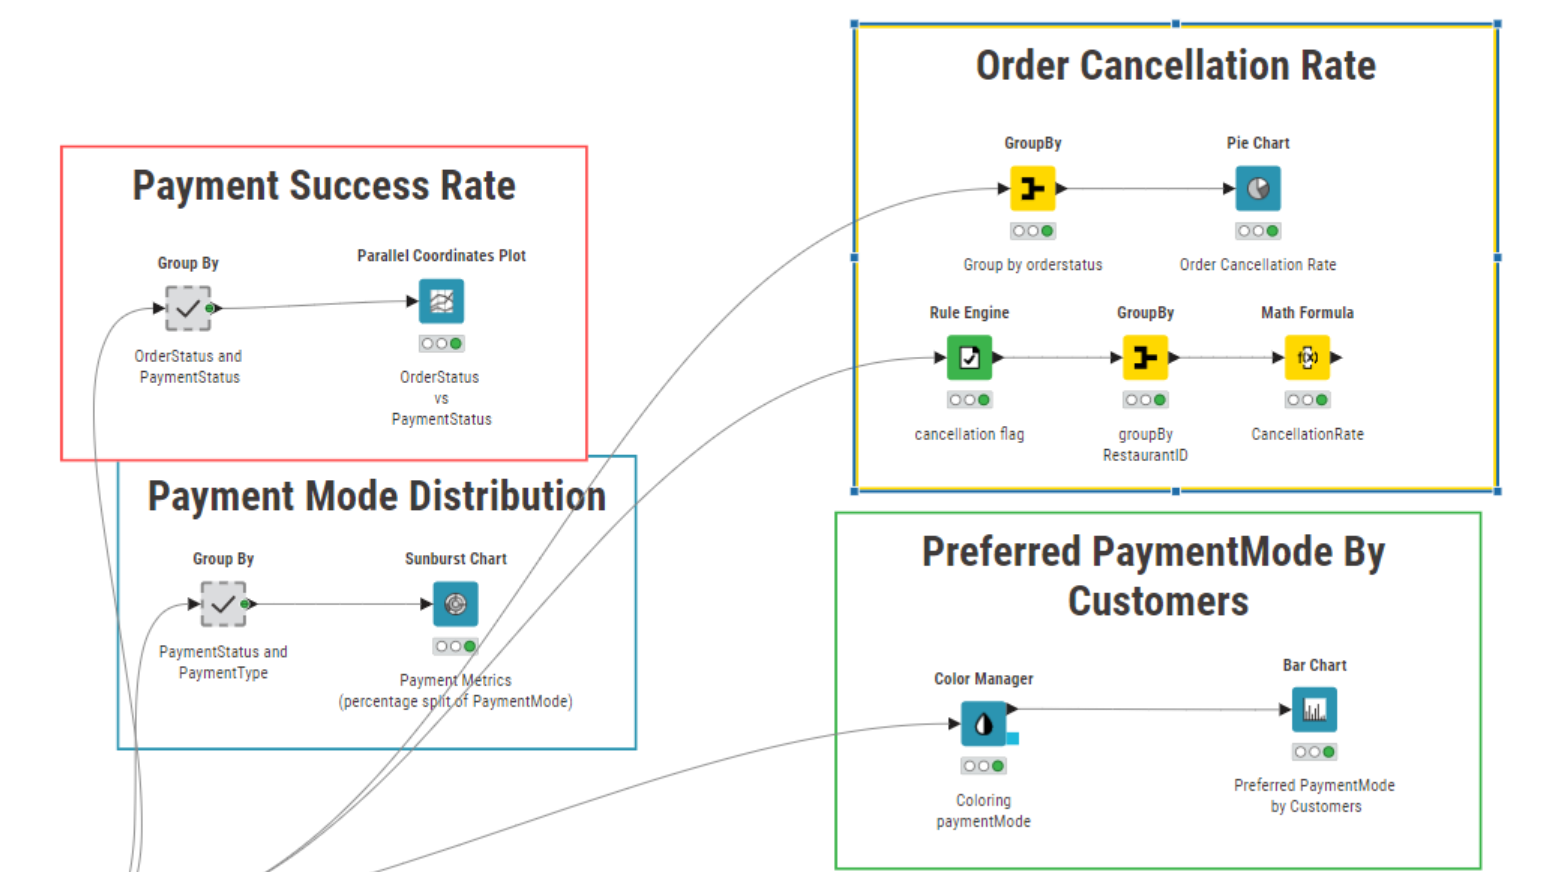 Payment Success Rate
Group By
OrderStatus and
PaymentStatus
Parallel Coordinates Plot
OrderStatus
vs
PaymentStatus
Payment Mode Distribution
Group By
PaymentStatus and
PaymentType
Sunburst Chart
Payment Metrics
(percentage split of PaymentMode)
Order Cancellation Rate
GroupBy
Group by orderstatus
Pie Chart
Order Cancellation Rate
Rule Engine
cancellation flag
GroupBy
groupBy
RestaurantID
Math Formula
f(x)
CancellationRate
Preferred PaymentMode By
Customers
Color Manager
Coloring
paymentMode
Bar Chart
Preferred PaymentMode
by Customers